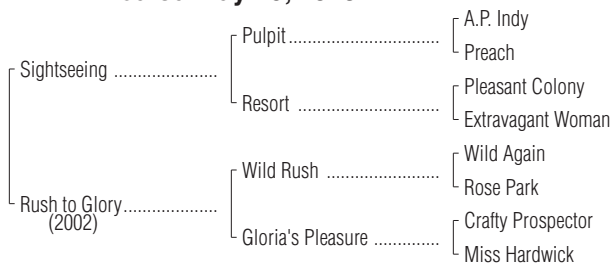 A.P. Indy
Pulpit
Preach
Sightseeing
Pleasant Colony
Resort
Extravagant Woman
Wild Again
Wild Rush
Rose Park
Rush to Glory
(2002)
Crafty Prospector
Gloria's Pleasure
Miss Hardwick